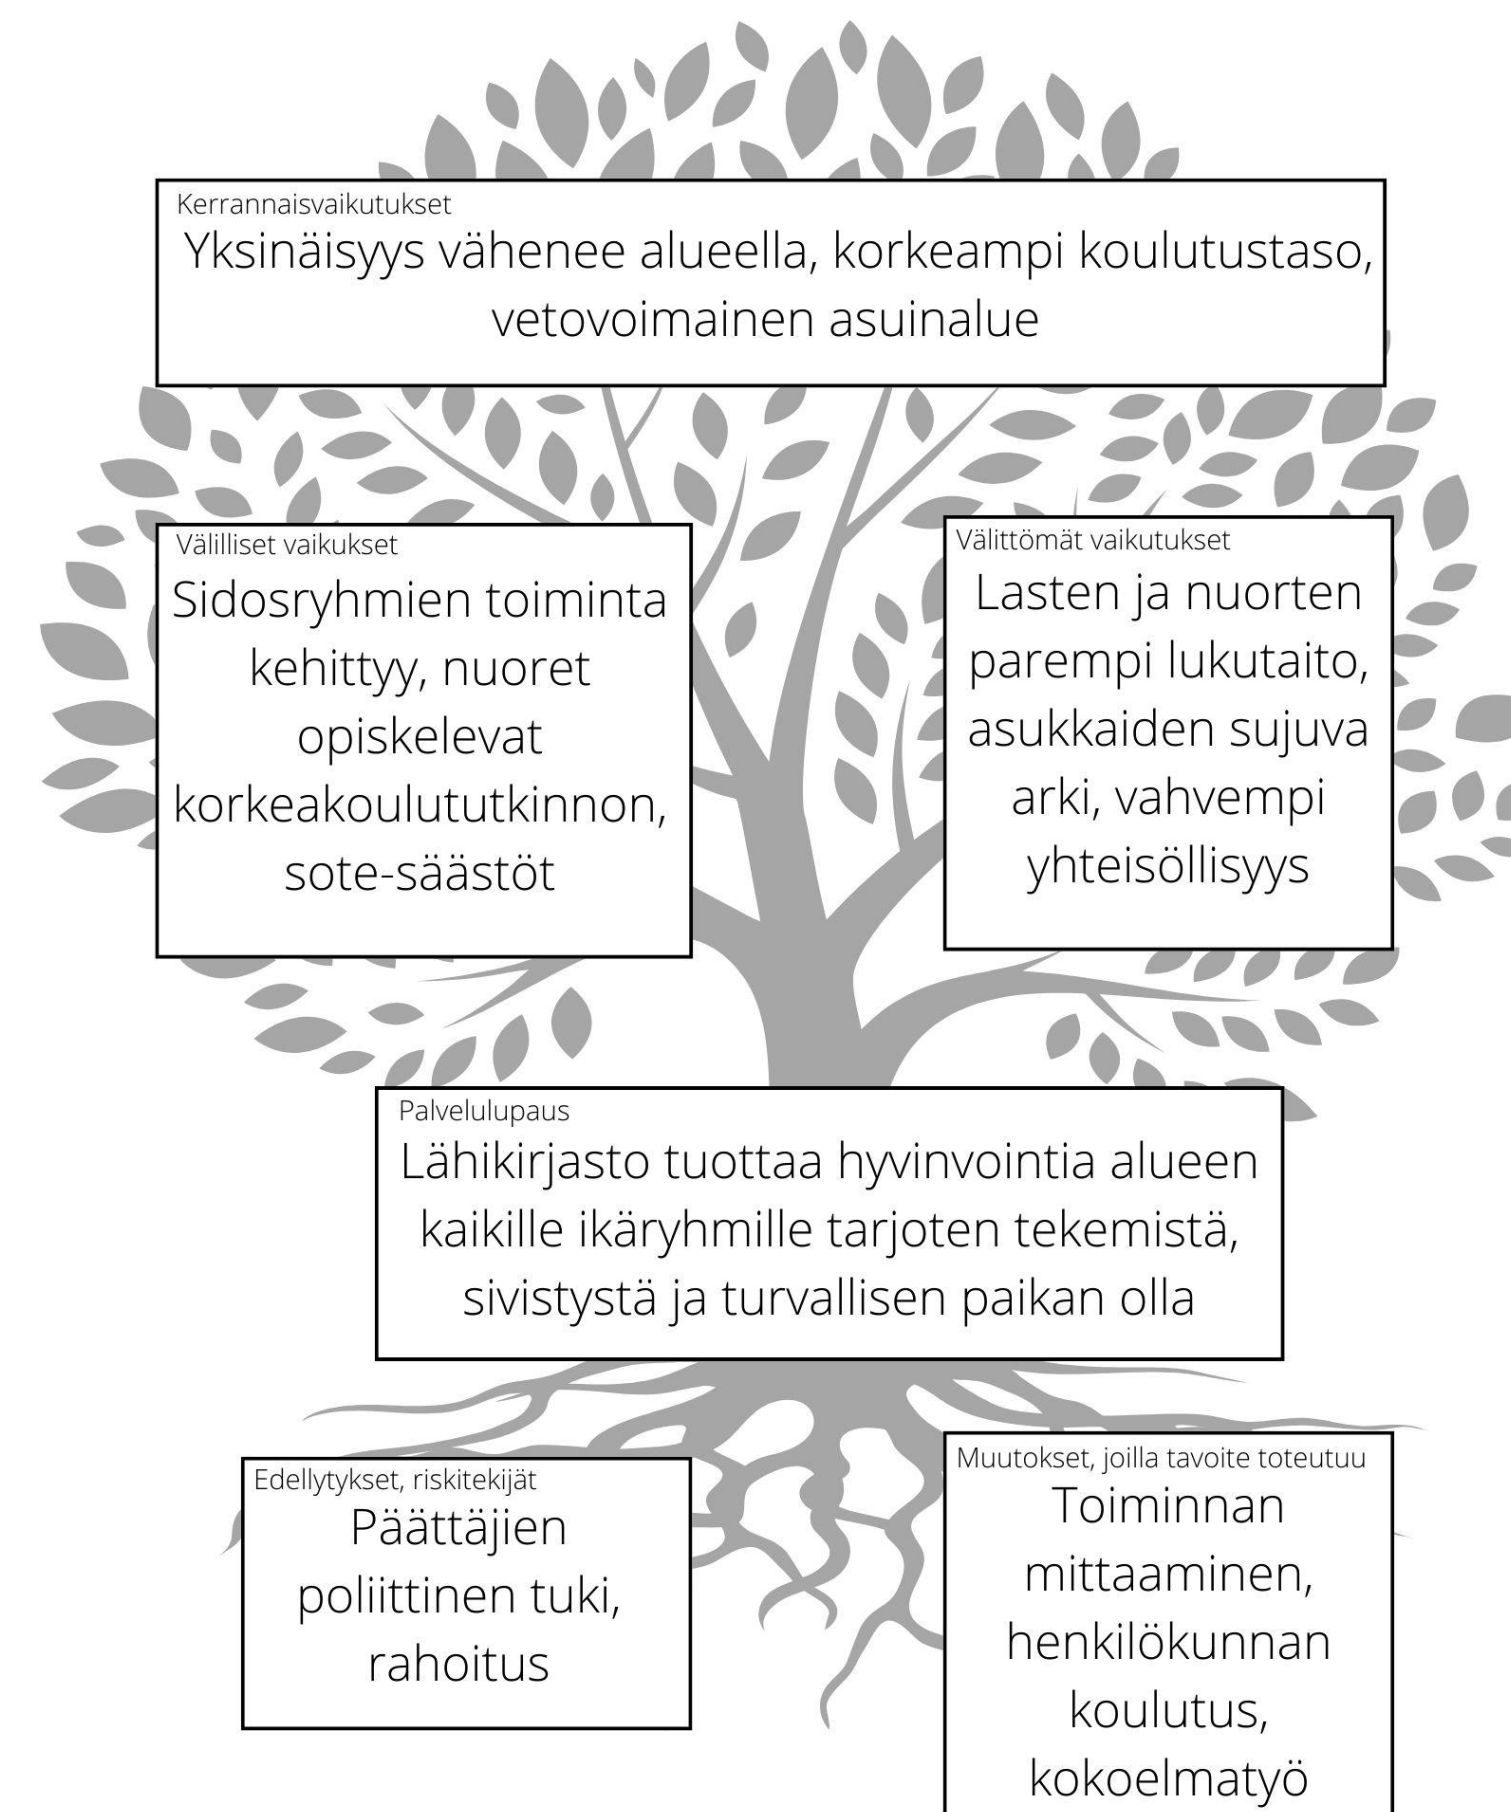 Kerrannaisvaikutukset
Yksinäisyys vähenee alueella, korkeampi koulutustaso,
vetovoimainen asuinalue
Välilliset vaikukset
Sidosryhmien toiminta
kehittyy, nuoret
opiskelevat
korkeakoulututkinnon,
sote-säästöt
Välittömät vaikutukset
Lasten ja nuorten
parempi lukutaito,
asukkaiden sujuva
arki, vahvempi
yhteisöllisyys
Palvelulupaus
Lähikirjasto tuottaa hyvinvointia alueen
kaikille ikäryhmille tarjoten tekemistä,
sivistystä ja turvallisen paikan olla
Edellytykset, riskitekijät
Päättäjien
poliittinen tuki,
rahoitus
Muutokset, joilla tavoite toteutuu
Toiminnan
mittaaminen,
henkilökunnan
koulutus,
kokoelmatyö